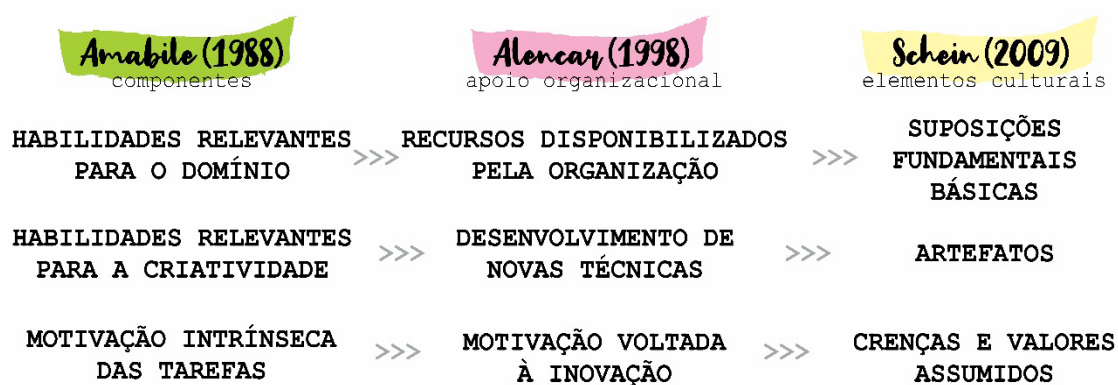 Amabile (1988)
componentes
Alencar (1998)
apoio organizacional
Schein (2009)
elementos culturais
HABILIDADES RELEVANTES
PARA O DOMÍNIO
>>>
RECURSOS DISPONIBILIZADOS
PELA ORGANIZAÇÃO
>>>
SUPOSIÇÕES
FUNDAMENTAIS
BÁSICAS
HABILIDADES RELEVANTES
PARA A CRIATIVIDADE
>>>
DESENVOLVIMENTO DE
NOVAS TÉCNICAS
>>>
ARTEFATOS
MOTIVAÇÃO INTRÍNSECA
DAS TAREFAS
>>>
MOTIVAÇÃO VOLTADA
À INOVAÇÃO
>>>
CRENÇAS E VALORES
ASSUMIDOS